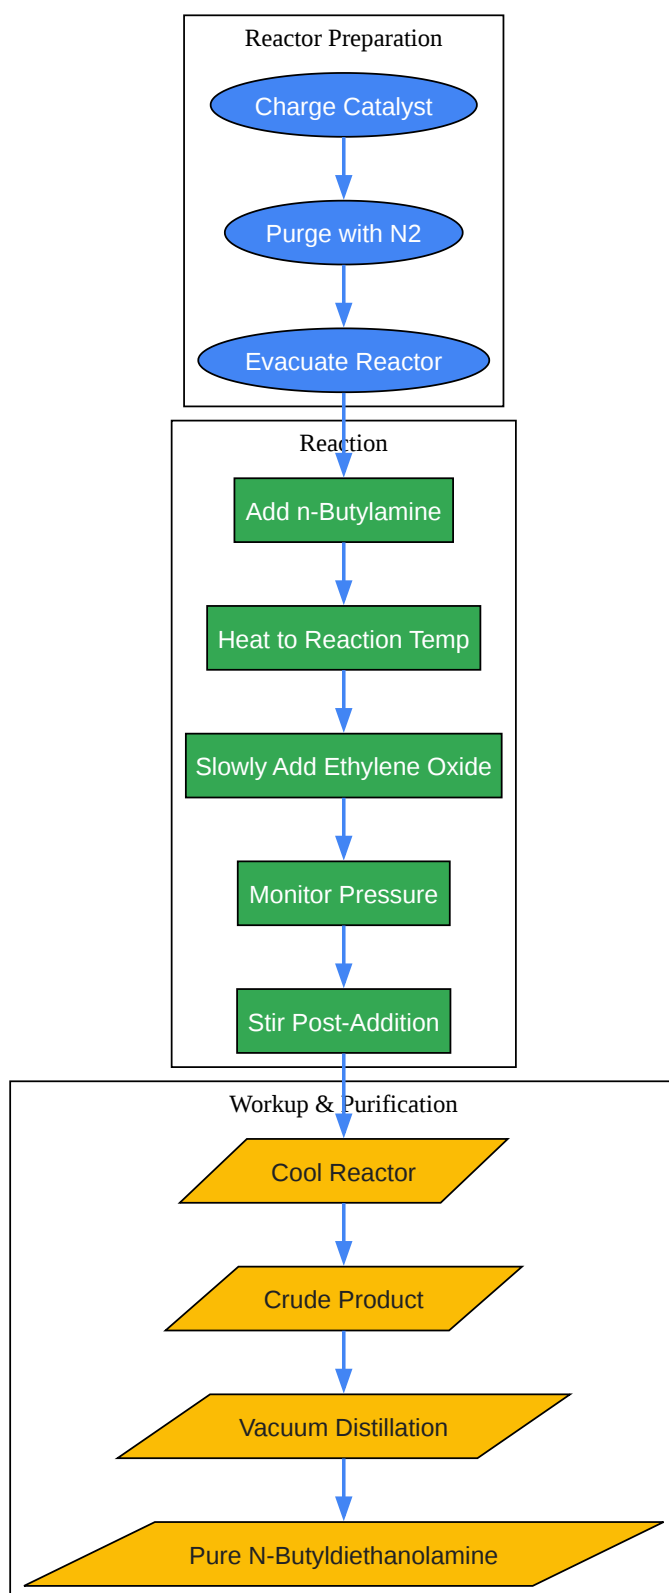 Reactor Preparation
Charge Catalyst
Purge with N2
Evacuate Reactor
Reaction
Add n-Butylamine
Heat to Reaction Temp
Slowly Add Ethylene Oxide
Monitor Pressure
Stir Post-Addition
Workup & Purification
Cool Reactor
Crude Product
Vacuum Distillation
Pure N-Butyldiethanolamine